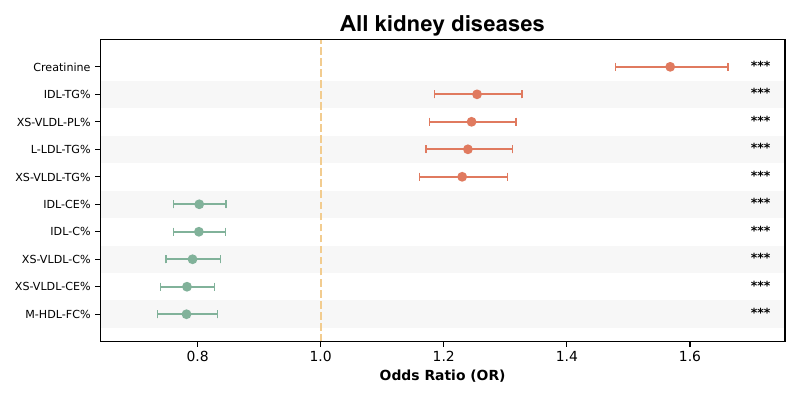 All kidney diseases
Creatinine ***
IDL-TG% ***
XS-VLDL-PL% ***
L-LDL-TG% ***
XS-VLDL-TG% ***
IDL-CE% ***
IDL-C% ***
XS-VLDL-C% ***
XS-VLDL-CE% ***
M-HDL-FC% ***
0.8 1.0 1.2 1.4 1.6
Odds Ratio (OR)